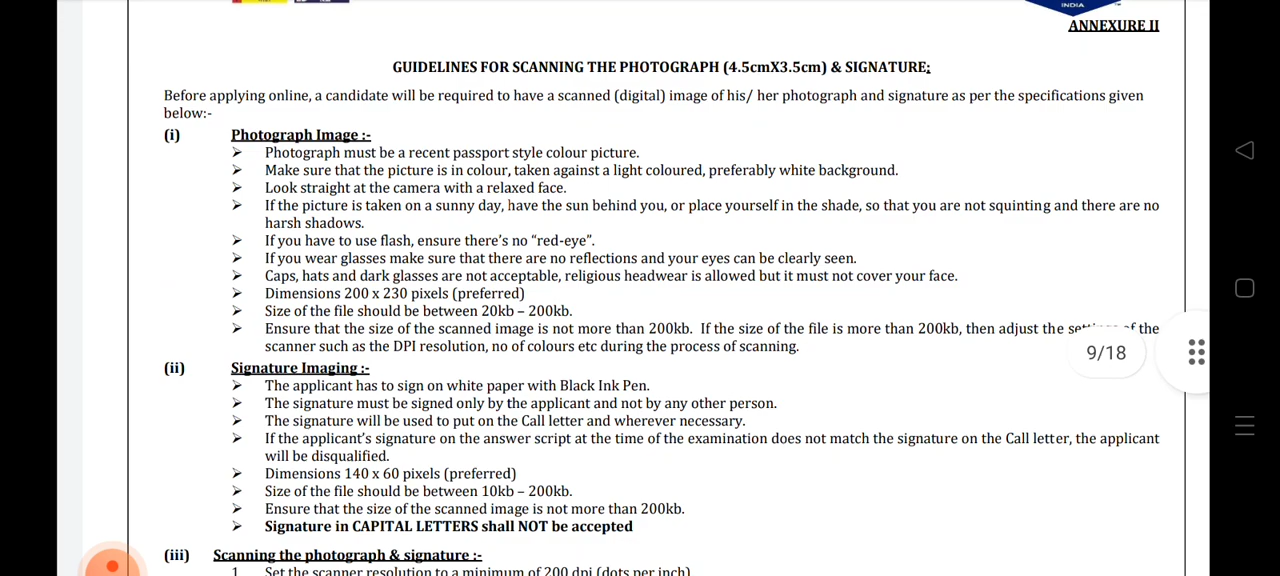 INDIA
ANNEXURE II
GUIDELINES FOR SCANNING THE PHOTOGRAPH (4.5cmX3.5cm) & SIGNATURE:
Before applying online, a candidate will be required to have a scanned (digital) image of his/ her photograph and signature as per the specifications given
below:-
(i) Photograph Image :-
➢ Photograph must be a recent passport style colour picture.
➢ Make sure that the picture is in colour, taken against a light coloured, preferably white background.
➢ Look straight at the camera with a relaxed face.
➢ If the picture is taken on a sunny day, have the sun behind you, or place yourself in the shade, so that you are not squinting and there are no
harsh shadows.
➢ If you have to use flash, ensure there's no "red-eye".
➢ If you wear glasses make sure that there are no reflections and your eyes can be clearly seen.
➢ Caps, hats and dark glasses are not acceptable, religious headwear is allowed but it must not cover your face.
➢ Dimensions 200 x 230 pixels (preferred)
➢ Size of the file should be between 20kb – 200kb.
➢ Ensure that the size of the scanned image is not more than 200kb. If the size of the file is more than 200kb, then adjust the of the
scanner such as the DPI resolution, no of colours etc during the process of scanning.
9/18
(ii) Signature Imaging :-
➢ The applicant has to sign on white paper with Black Ink Pen.
➢ The signature must be signed only by the applicant and not by any other person.
➢ The signature will be used to put on the Call letter and wherever necessary.
➢ If the applicant's signature on the answer script at the time of the examination does not match the signature on the Call letter, the applicant
will be disqualified.
➢ Dimensions 140 x 60 pixels (preferred)
➢ Size of the file should be between 10kb – 200kb.
➢ Ensure that the size of the scanned image is not more than 200kb.
➢ Signature in CAPITAL LETTERS shall NOT be accepted
(iii) Scanning the photograph & signature :-
1. Set the scanner resolution to a minimum of 200 dpi (dots per inch)